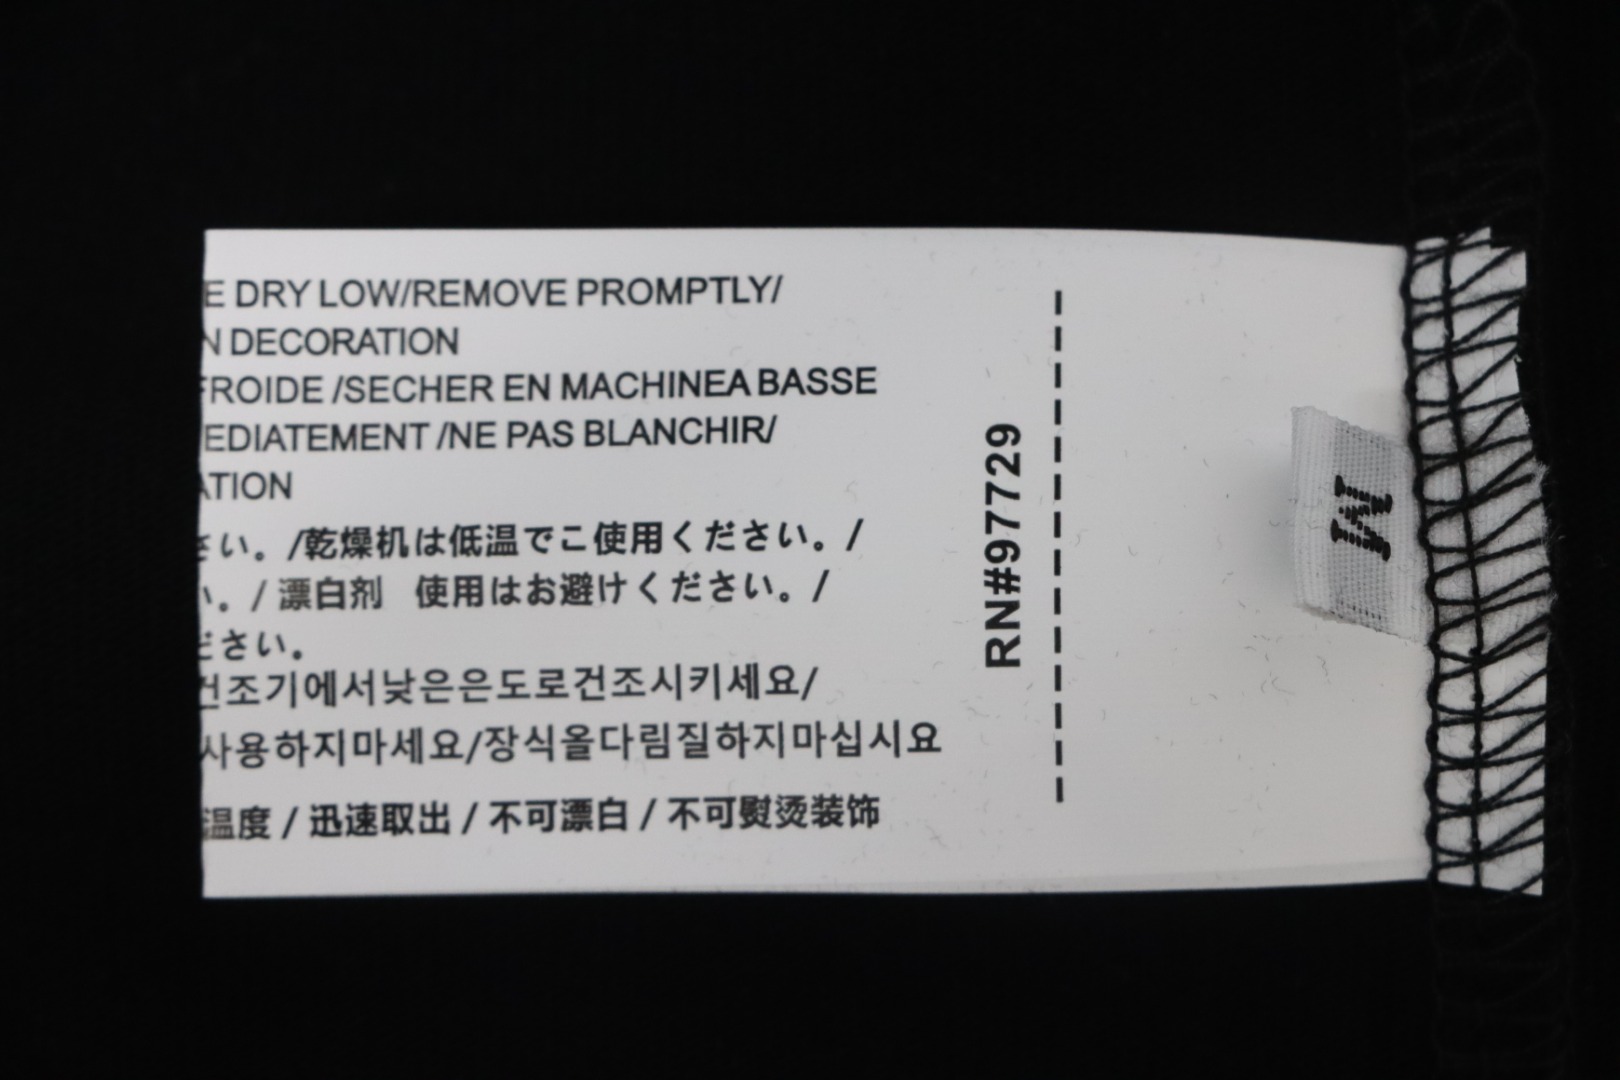 E DRY LOW/REMOVE PROMPTLY/
N DECORATION
FROIDE /SECHER EN MACHINEA BASSE
EDIATEMENT /NE PAS BLANCHIR/
ATION
さい。/乾燥机は低温でこ使用ください。/
い。/ 漂白剂 使用はお避けください。/
ださい。
건조기에서낮은은도로건조시키세요/
사용하지마세요/장식올다림질하지마십시요
温度 / 迅速取出 / 不可漂白 / 不可熨烫装饰
RN#97729
M